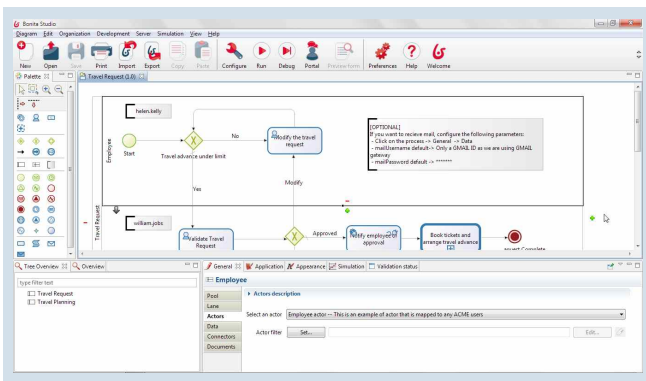 Bonita Studio
Diagram Edit Organization Development Server Simulation View Help
New Open Save Print Import Export Copy Paste Configure Run Debug Portal Preview form Preferences Help Welcome
Palette
Travel Request (1.0)
helen.kelly
No
Modify the travel
request
Employee
Start
Travel advance under limit
[OPTIONAL]
If you want to recieve mail, configure the following parameters:
- Click on the process -> General -> Data
- mailUsername default-> Only a GMAIL ID as we are using GMAIL
gateway
- mailPassword default -> *******
Yes
Modify
Travel Request
william.jobs
Validate Travel
Request
Approved
Notify employee of
approval
Book tickets and
arrange travel advance
Tree Overview Overview
type filter text
Travel Request
Travel Planning
General Application Appearance Simulation Validation status
Employee
Pool
Lane
Actors
Data
Connectors
Documents
Actors description
Select an actor Employee actor -- This is an example of actor that is mapped to any ACME users
Actor filter Set... Edit...